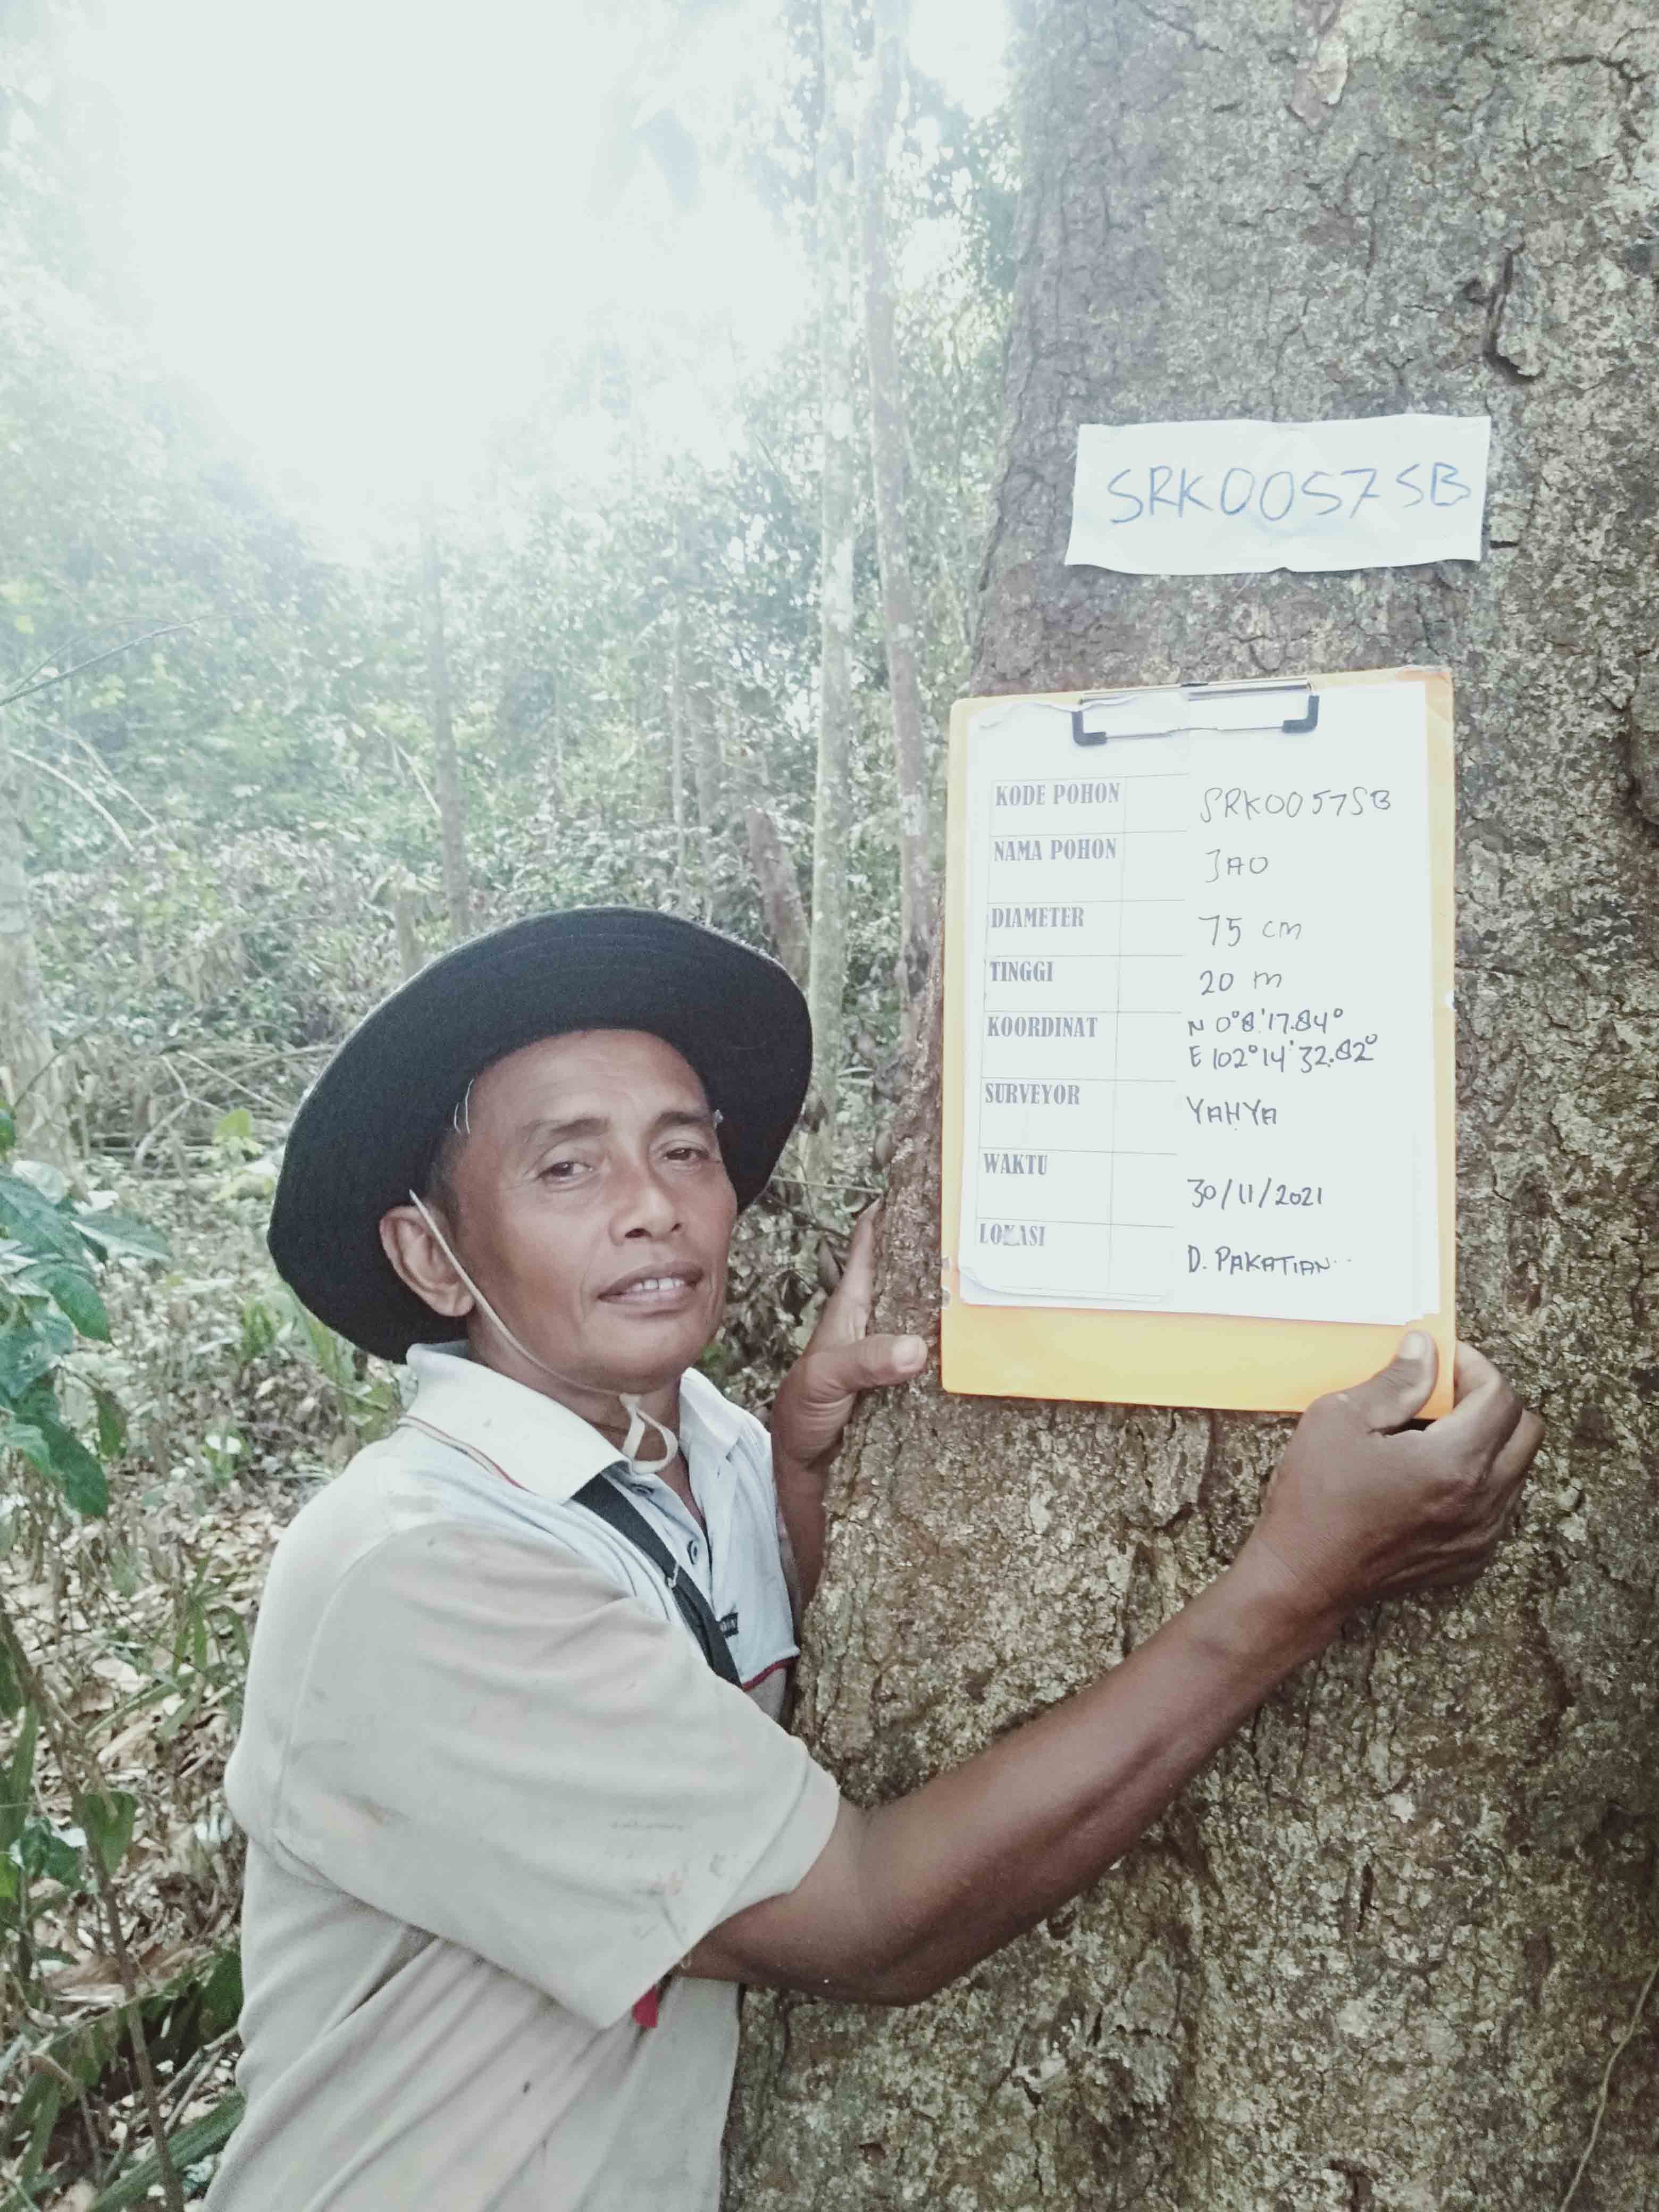 SRK0057SB
KODE POHON SRK0057SB
NAMA POHON JAO
DIAMETER 75 cm
TINGGI 20 m
KOORDINAT N 0°8'17.84°
E 102°14'32.82°
SURVEYOR YAHYA
WAKTU 30/11/2021
LOKASI D. PAKATIAN